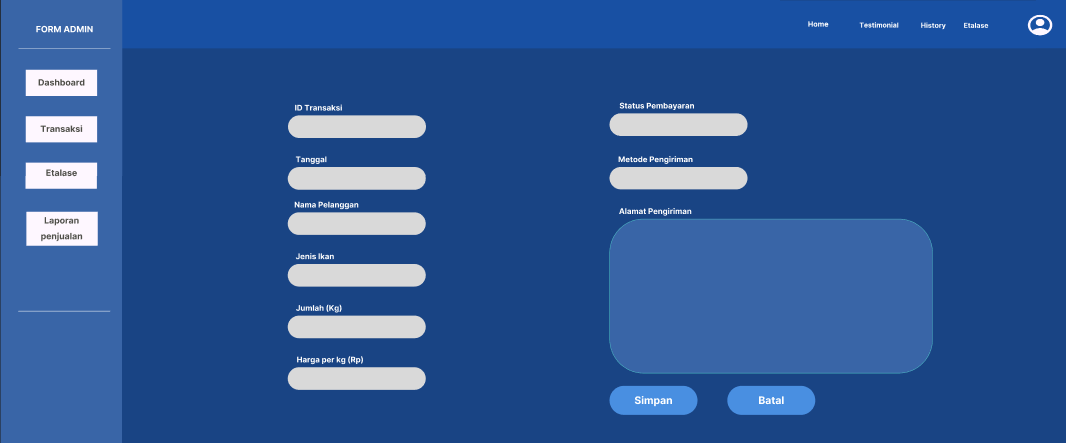 FORM ADMIN
Home
Testimonial
History
Etalase
Dashboard
Transaksi
Etalase
Laporan
penjualan
ID Transaksi
Tanggal
Nama Pelanggan
Jenis Ikan
Jumlah (Kg)
Harga per kg (Rp)
Status Pembayaran
Metode Pengiriman
Alamat Pengiriman
Simpan
Batal